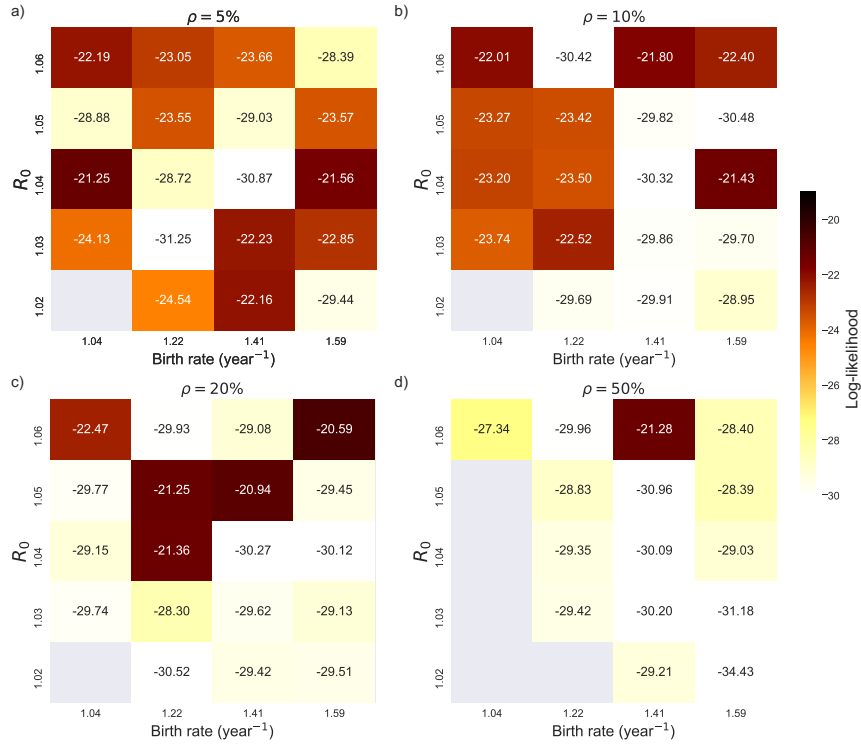 a)
ρ = 5%
1.06
-22.19 -23.05 -23.66 -28.39
1.05
-28.88 -23.55 -29.03 -23.57
1.04
-21.25 -28.72 -30.87 -21.56
1.03
-24.13 -31.25 -22.23 -22.85
1.02
-24.54 -22.16 -29.44
R₀
1.04 1.22 1.41 1.59
Birth rate (year⁻¹)
b)
ρ = 10%
1.06
-22.01 -30.42 -21.80 -22.40
1.05
-23.27 -23.42 -29.82 -30.48
1.04
-23.20 -23.50 -30.32 -21.43
1.03
-23.74 -22.52 -29.86 -29.70
1.02
-29.69 -29.91 -28.95
R₀
1.04 1.22 1.41 1.59
Birth rate (year⁻¹)
c)
ρ = 20%
1.06
-22.47 -29.93 -29.08 -20.59
1.05
-29.77 -21.25 -20.94 -29.45
1.04
-29.15 -21.36 -30.27 -30.12
1.03
-29.74 -28.30 -29.62 -29.13
1.02
-30.52 -29.42 -29.51
R₀
1.04 1.22 1.41 1.59
Birth rate (year⁻¹)
d)
ρ = 50%
1.06
-27.34 -29.96 -21.28 -28.40
1.05
-28.83 -30.96 -28.39
1.04
-29.35 -30.09 -29.03
1.03
-29.42 -30.20 -31.18
1.02
-29.21 -34.43
R₀
1.04 1.22 1.41 1.59
Birth rate (year⁻¹)
−20
−22
−24
−26
−28
−30
Log-likelihood